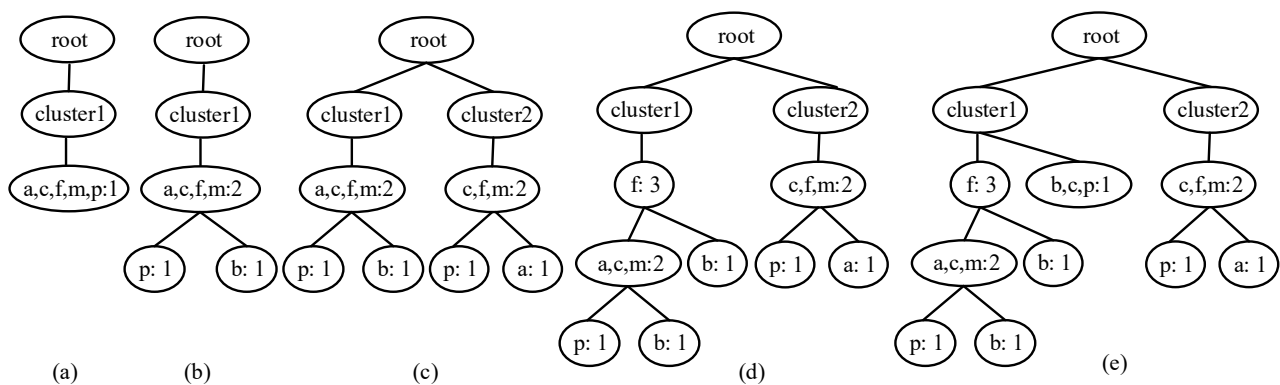 root
cluster1
a,c,f,m,p:1
(a)
root
cluster1
a,c,f,m:2
p: 1
b: 1
(b)
root
cluster1
cluster2
a,c,f,m:2
c,f,m:2
p: 1
b: 1
p: 1
a: 1
(c)
root
cluster1
cluster2
f: 3
c,f,m:2
a,c,m:2
b: 1
p: 1
a: 1
p: 1
b: 1
(d)
root
cluster1
cluster2
f: 3
b,c,p:1
c,f,m:2
a,c,m:2
b: 1
p: 1
a: 1
p: 1
b: 1
(e)